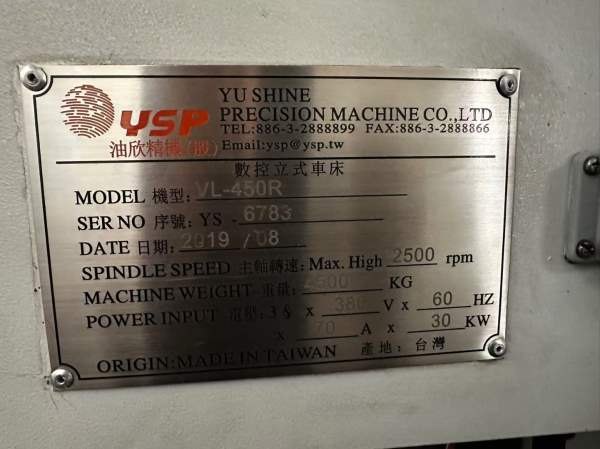 YSP
油欣精機(股)
YU SHINE
PRECISION MACHINE CO.,LTD
TEL:886-3-2888899 FAX:886-3-2888866
Email:ysp@ysp.tw
數控立式車床
MODEL 機型: VL-450R
SER NO 序號: YS - 6783
DATE 日期: 2019 / 08
SPINDLE SPEED 主軸轉速: Max. High 2500 rpm
MACHINE WEIGHT 重量: KG
POWER INPUT 電壓: 3 § x 380 V x 60 HZ
x 70 A x 30 KW
ORIGIN:MADE IN TAIWAN 產地: 台灣